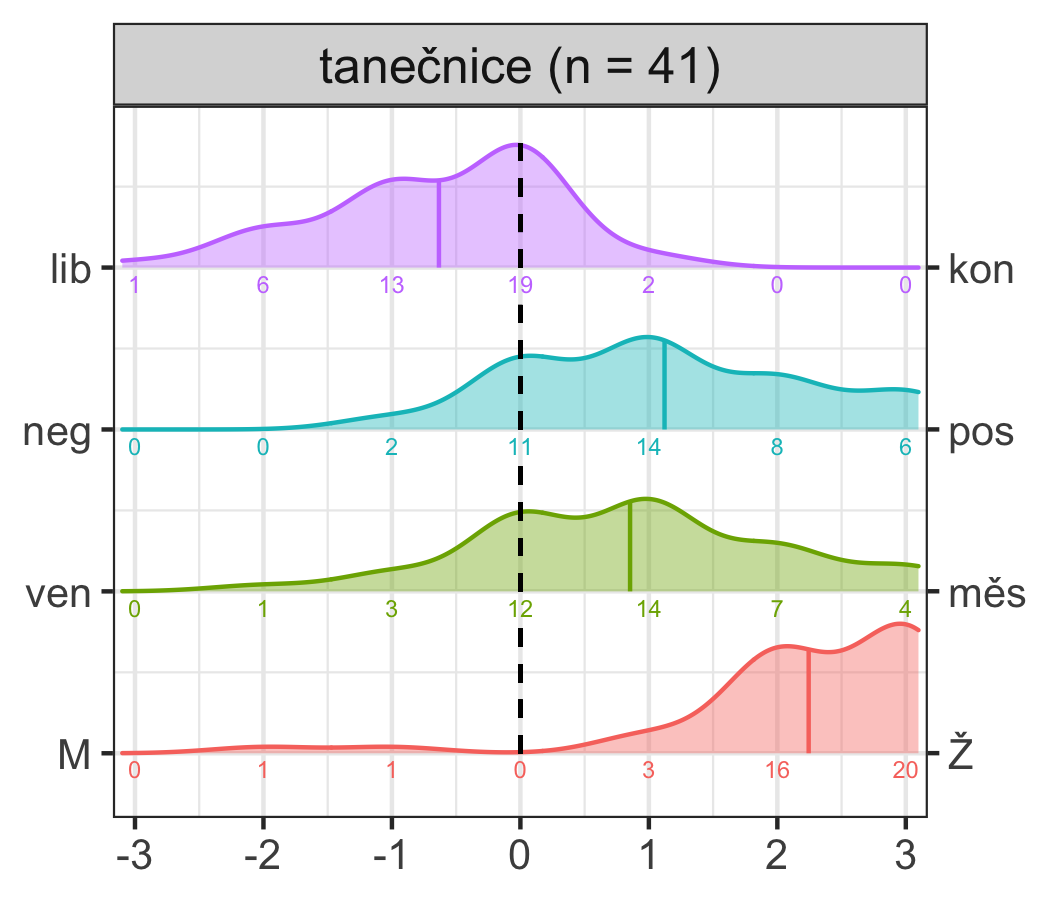 tanečnice (n = 41)
lib kon
1 6 13 19 2 0 0
neg pos
0 0 2 11 14 8 6
ven měs
0 1 3 12 14 7 4
M Ž
0 1 1 0 3 16 20
-3 -2 -1 0 1 2 3